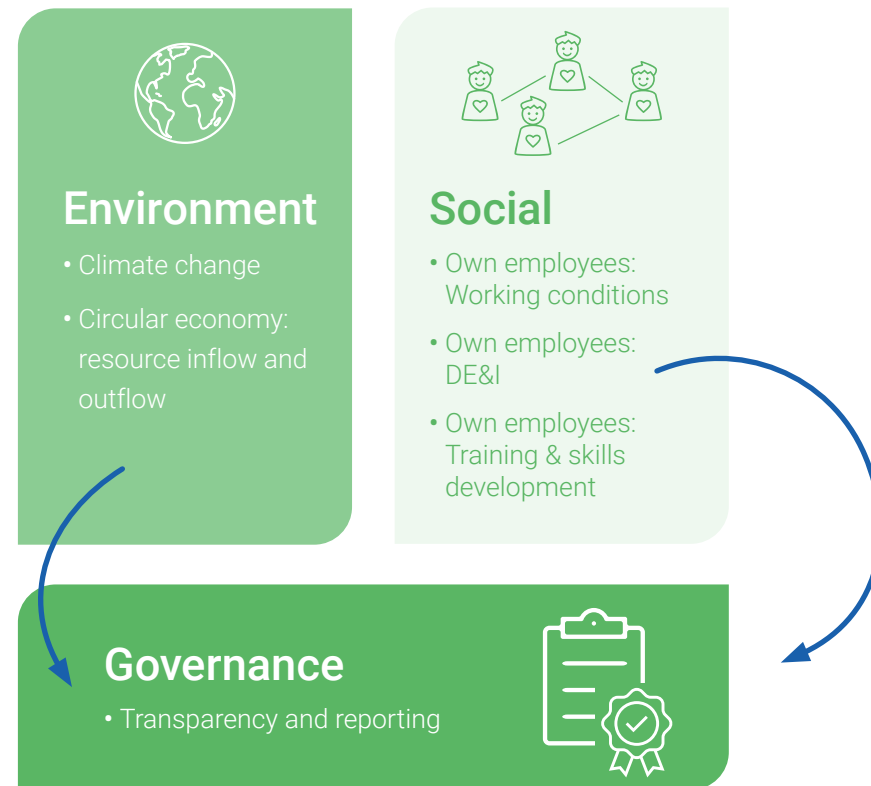 Environment
• Climate change
• Circular economy:
resource inflow and
outflow
Social
• Own employees:
Working conditions
• Own employees:
DE&I
• Own employees:
Training & skills
development
Governance
• Transparency and reporting